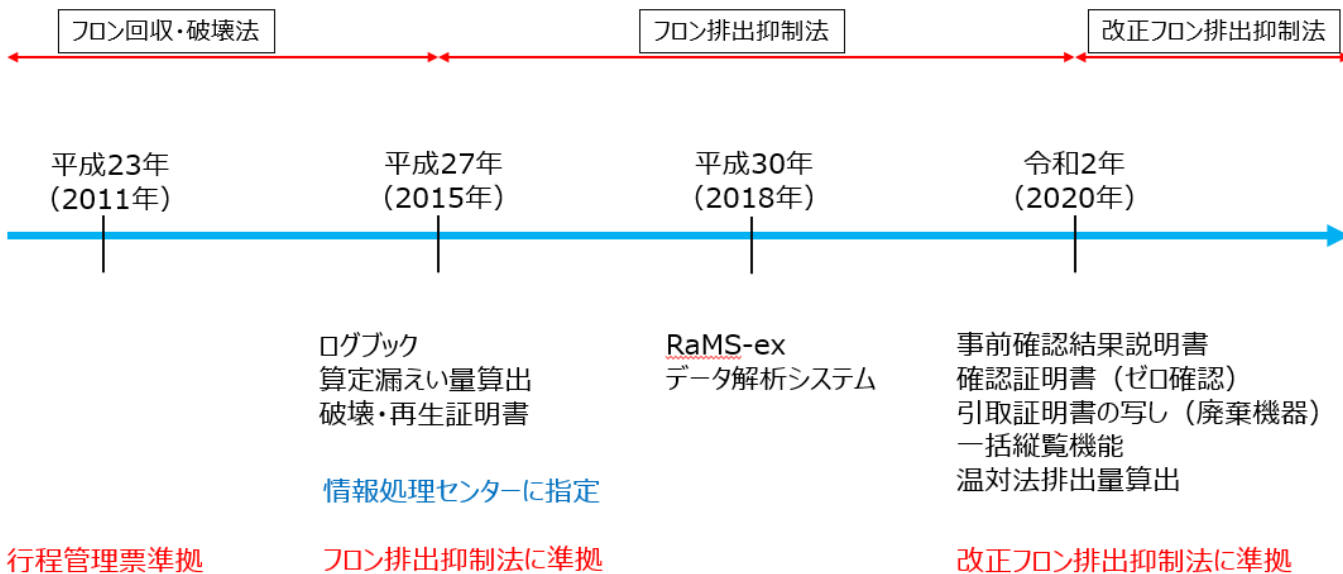 フロン回収・破壊法
フロン排出抑制法
改正フロン排出抑制法
平成23年
（2011年）
平成27年
（2015年）
平成30年
（2018年）
令和2年
（2020年）
ログブック
算定漏えい量算出
破壊・再生証明書
RaMS-ex
データ解析システム
事前確認結果説明書
確認証明書（ゼロ確認）
引取証明書の写し（廃棄機器）
一括縦覧機能
温対法排出量算出
情報処理センターに指定
行程管理票準拠
フロン排出抑制法に準拠
改正フロン排出抑制法に準拠